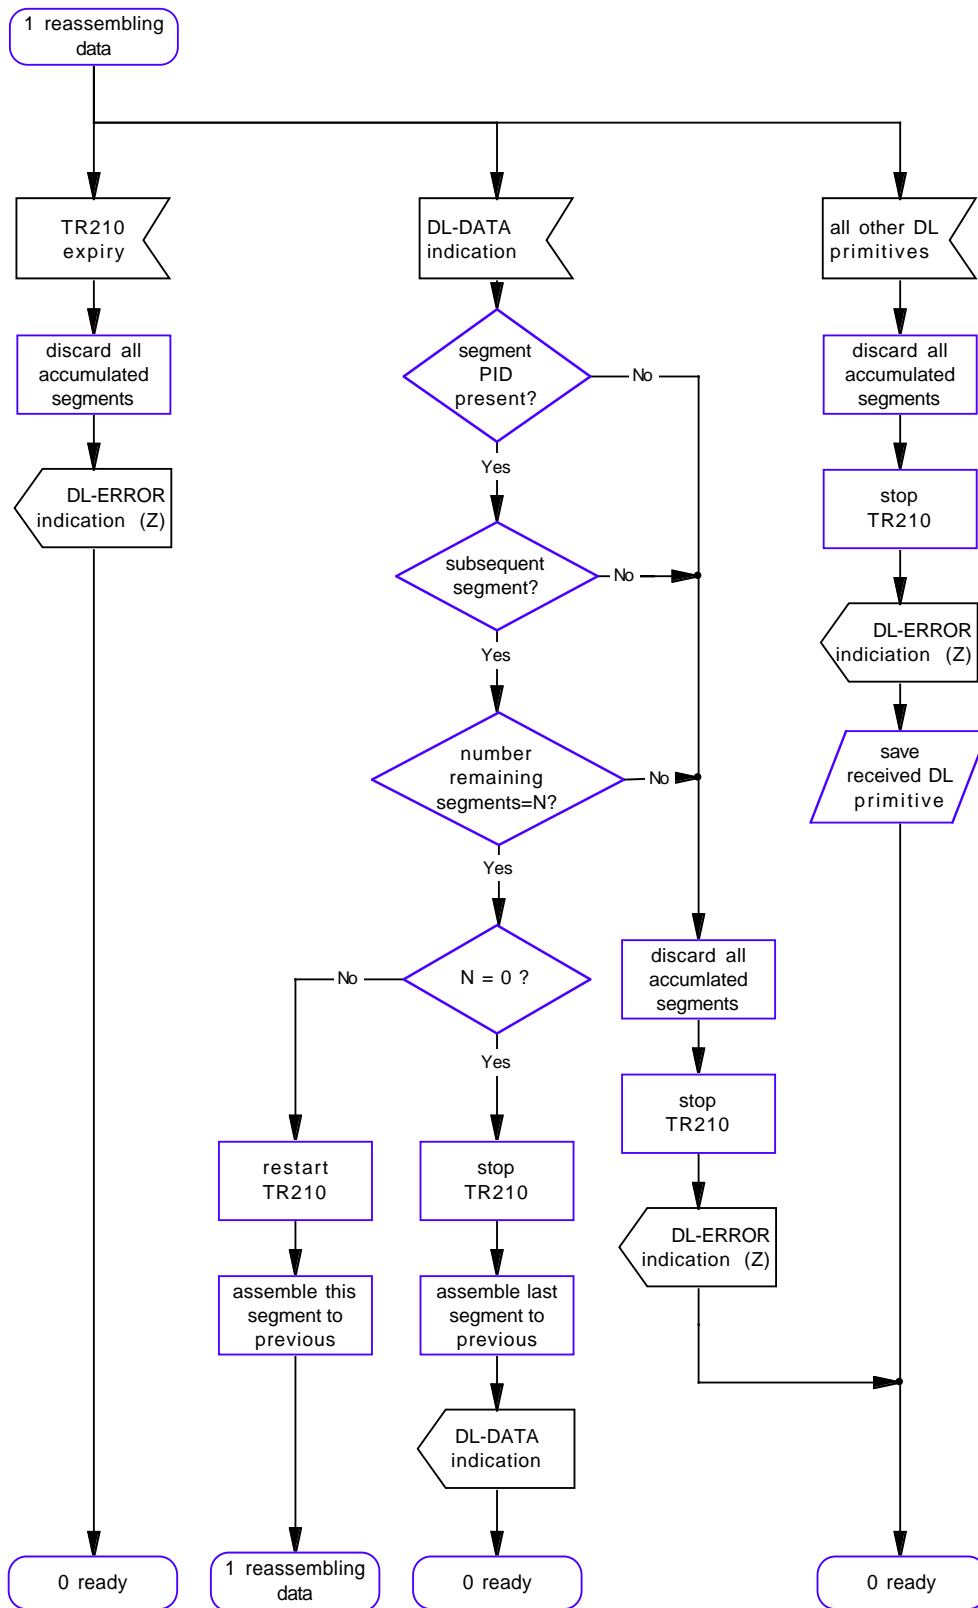 1 reassembling
data
TR210
expiry
DL-DATA
indication
all other DL
primitives
discard all
accumulated
segments
segment
PID
present?
No
discard all
accumulated
segments
Yes
DL-ERROR
indication (Z)
stop
TR210
subsequent
segment?
No
Yes
DL-ERROR
indiciation (Z)
number
remaining
segments=N?
No
save
received DL
primitive
Yes
N = 0 ?
No
discard all
accumlated
segments
Yes
stop
TR210
restart
TR210
stop
TR210
DL-ERROR
indication (Z)
assemble this
segment to
previous
assemble last
segment to
previous
DL-DATA
indication
0 ready
1 reassembling
data
0 ready
0 ready